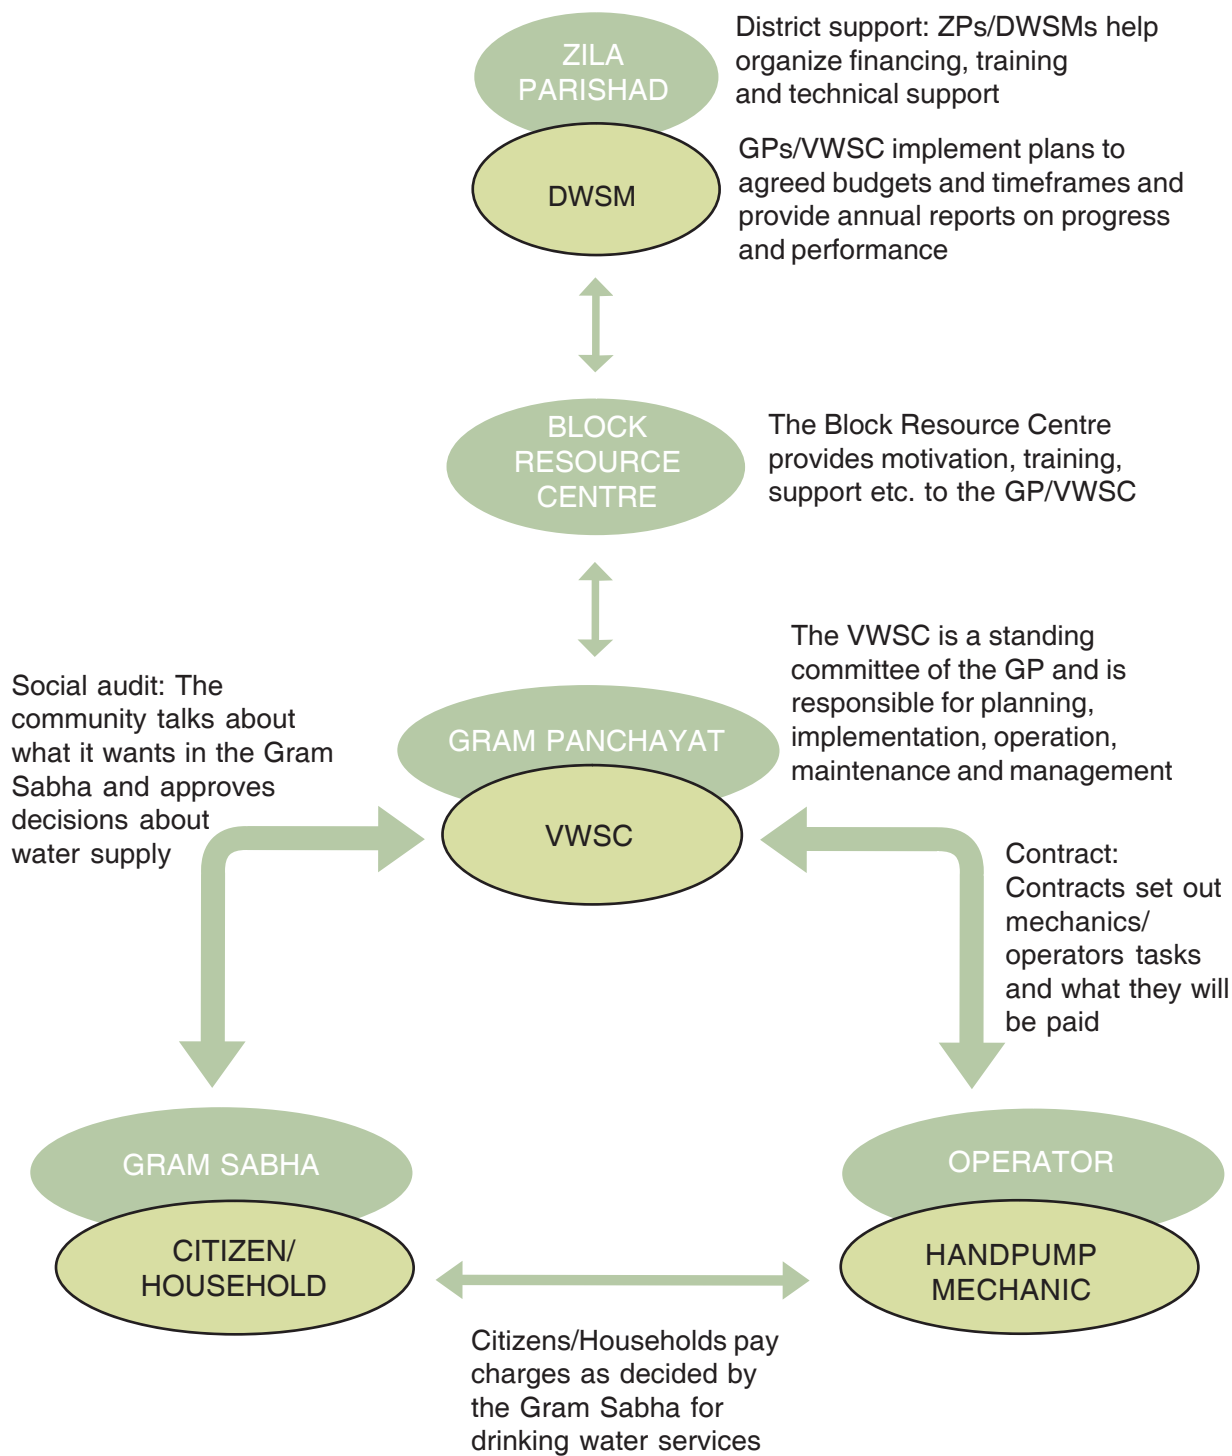 ZILA
PARISHAD
DWSM
District support: ZPs/DWSMs help
organize financing, training
and technical support
GPs/VWSC implement plans to
agreed budgets and timeframes and
provide annual reports on progress
and performance
BLOCK
RESOURCE
CENTRE
The Block Resource Centre
provides motivation, training,
support etc. to the GP/VWSC
Social audit: The
community talks about
what it wants in the Gram
Sabha and approves
decisions about
water supply
GRAM PANCHAYAT
VWSC
The VWSC is a standing
committee of the GP and is
responsible for planning,
implementation, operation,
maintenance and management
Contract:
Contracts set out
mechanics/
operators tasks
and what they will
be paid
GRAM SABHA
CITIZEN/
HOUSEHOLD
OPERATOR
HANDPUMP
MECHANIC
Citizens/Households pay
charges as decided by
the Gram Sabha for
drinking water services